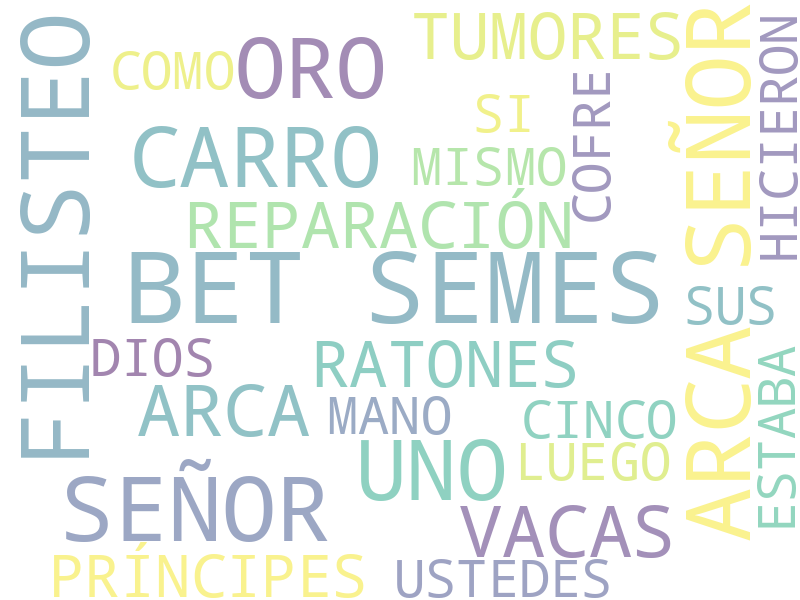 FILISTEO
COMO
ORO
TUMORES
SI
COFRE
ARCA SEÑOR
HICIERON
CARRO
MISMO
REPARACIÓN
BET SEMES
SUS
DIOS
RATONES
ESTABA
ARCA
MANO
CINCO
UNO
LUEGO
SEÑOR
VACAS
PRÍNCIPES
USTEDES